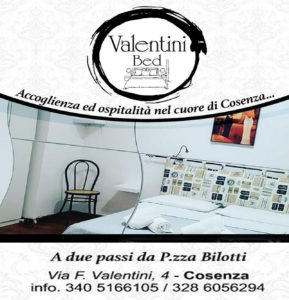 Valentini
Bed
Accoglienza ed ospitalità nel cuore di Cosenza...
A due passi da P.zza Bilotti
Via F. Valentini, 4 - Cosenza
info. 340 5166105 / 328 6056294